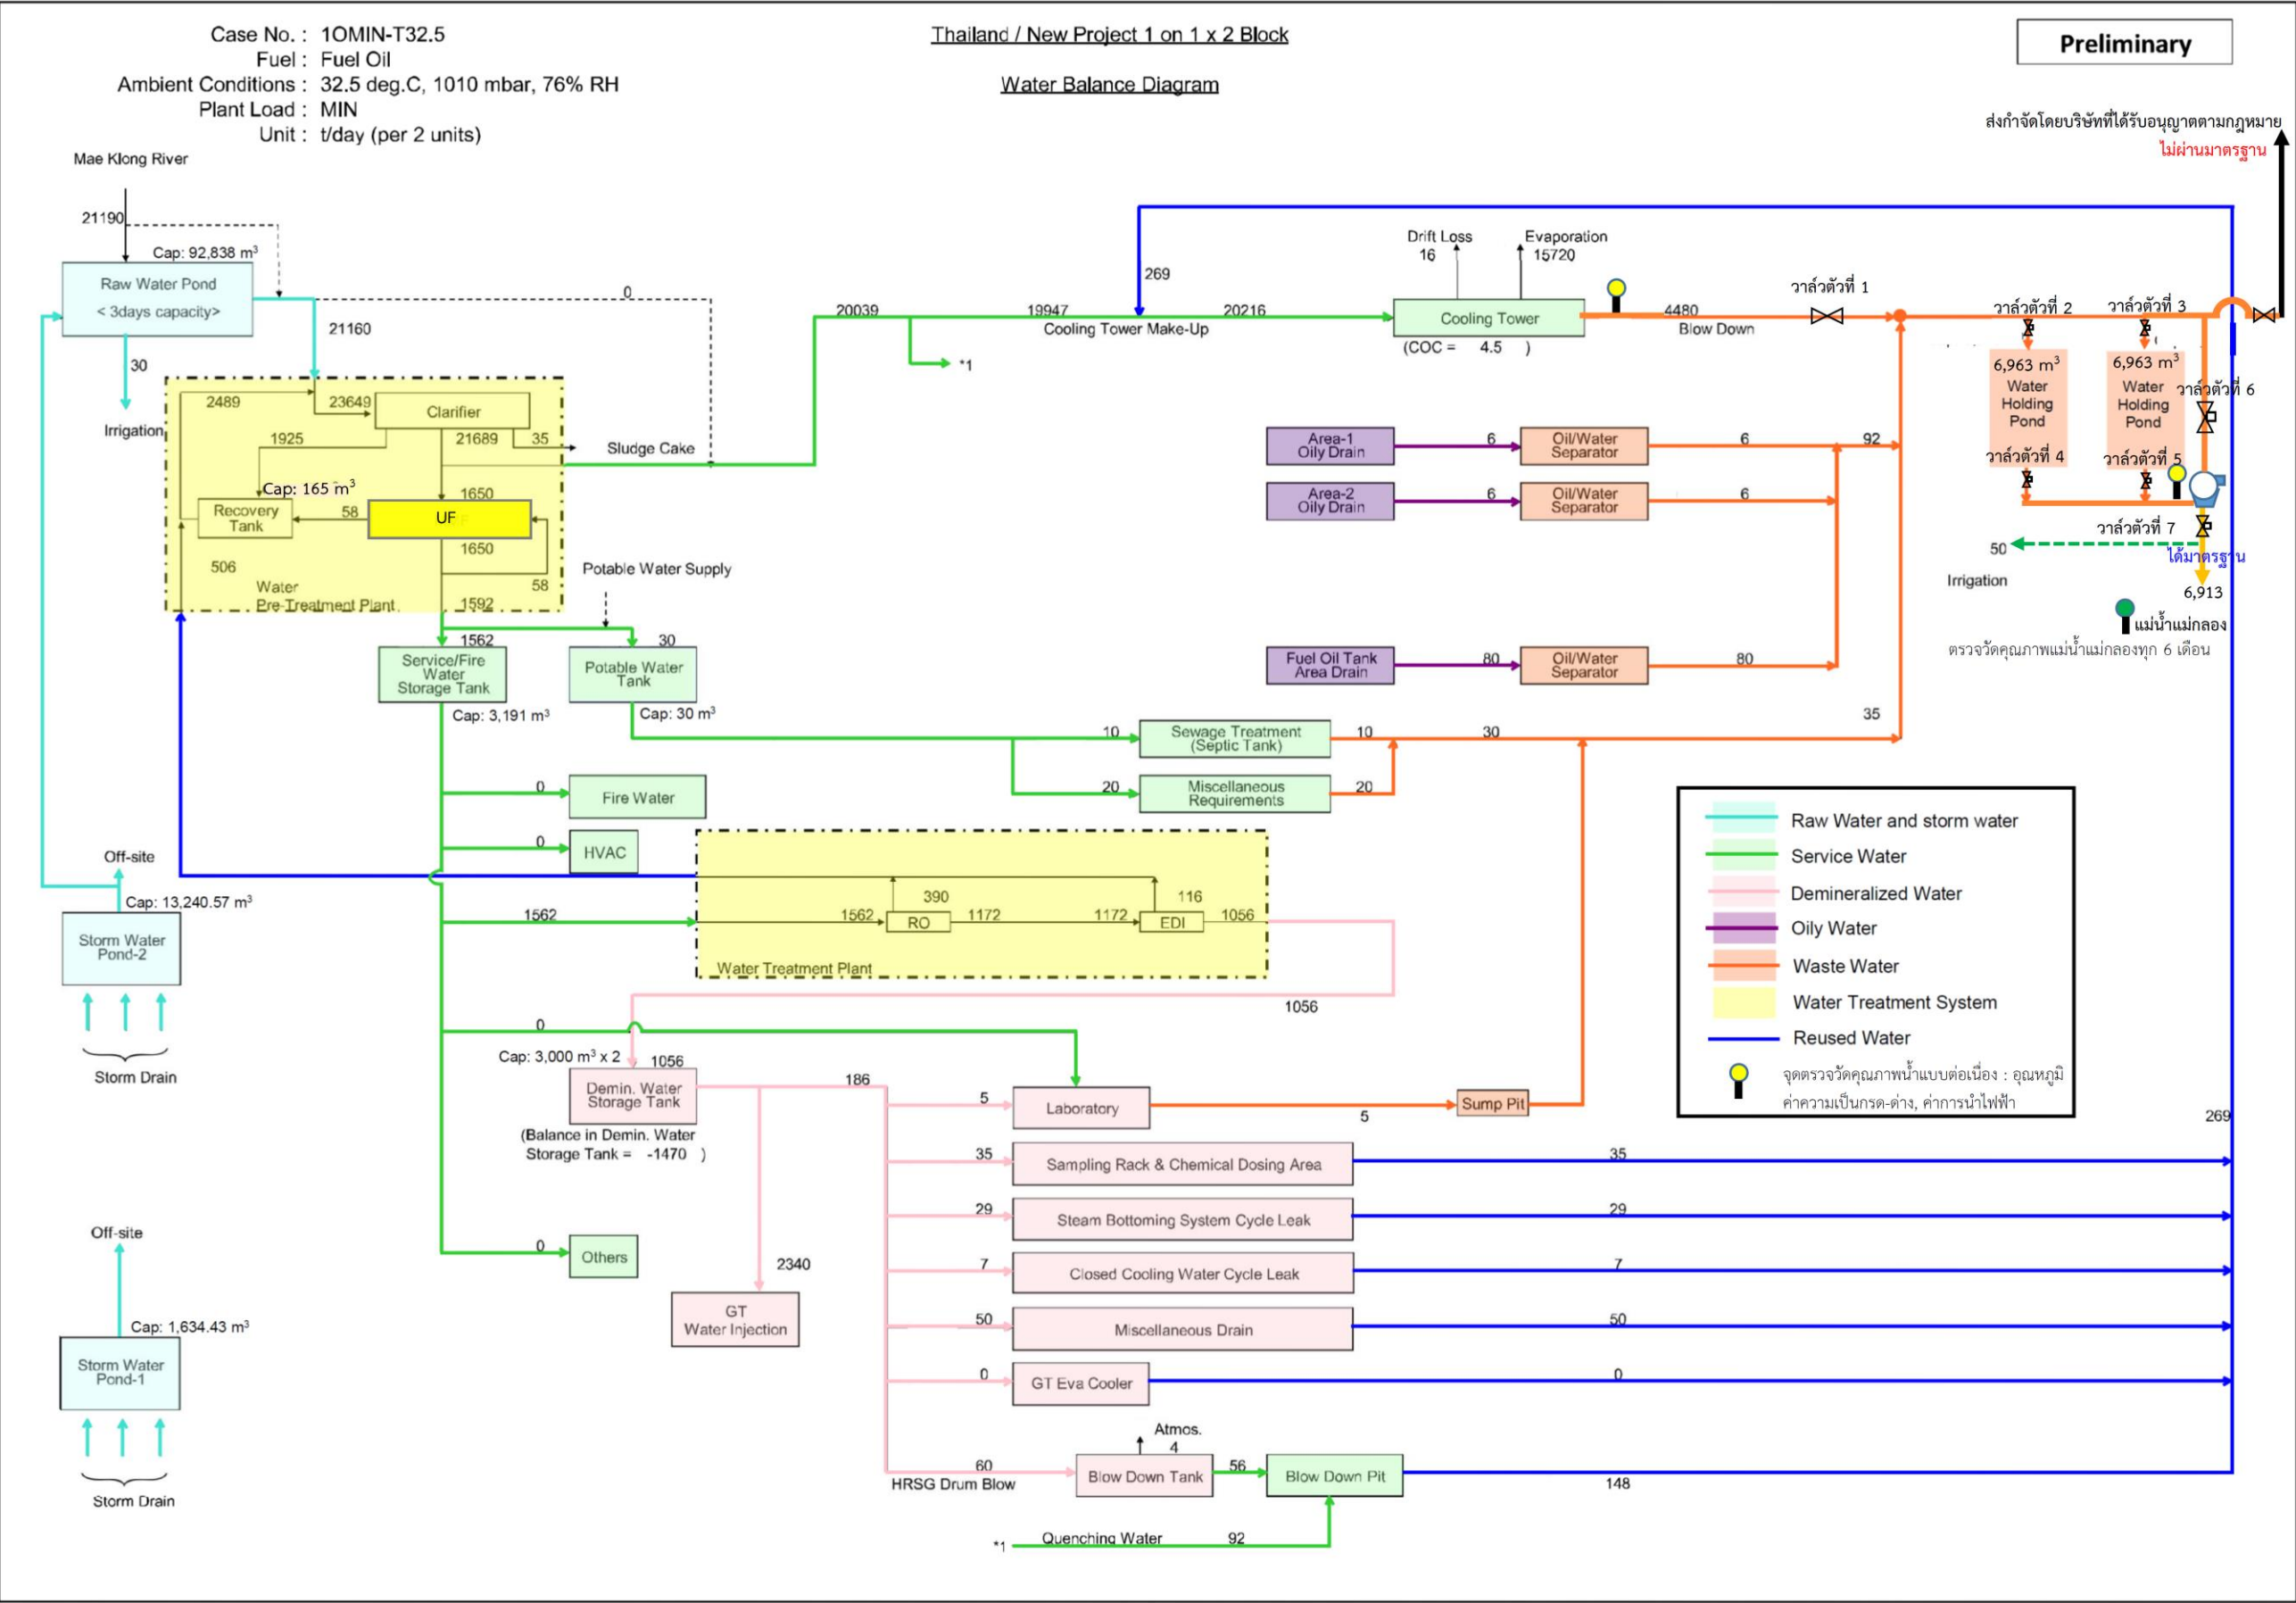 Case No. : 1OMIN-T32.5
Fuel : Fuel Oil
Ambient Conditions : 32.5 deg.C, 1010 mbar, 76% RH
Plant Load : MIN
Unit : t/day (per 2 units)
Thailand / New Project 1 on 1 x 2 Block
Water Balance Diagram
Preliminary
ส่งกำจัดโดยบริษัทที่ได้รับอนุญาตตามกฎหมาย
ไม่ผ่านมาตรฐาน
Mae Klong River
21190
Cap: 92,838 m³
Raw Water Pond
< 3days capacity>
30
Irrigation
21160
0
2489
23649
Clarifier
1925
21689
35
Sludge Cake
Cap: 165 m³
Recovery
Tank
58
1650
UF
1650
506
58
Water
Pre-Treatment Plant
1592
Potable Water Supply
20039
*1
19947
Cooling Tower Make-Up
269
20216
Drift Loss
16
Evaporation
15720
Cooling Tower
(COC = 4.5 )
4480
Blow Down
วาล์วตัวที่ 1
วาล์วตัวที่ 2
วาล์วตัวที่ 3
6,963 m³
Water
Holding
Pond
6,963 m³
Water
Holding
Pond
วาล์วตัวที่ 6
วาล์วตัวที่ 4
วาล์วตัวที่ 5
วาล์วตัวที่ 7
50
Irrigation
ได้มาตรฐาน
6,913
แม่น้ำแม่กลอง
ตรวจวัดคุณภาพแม่น้ำแม่กลองทุก 6 เดือน
Area-1
Oily Drain
6
Oil/Water
Separator
6
92
Area-2
Oily Drain
6
Oil/Water
Separator
6
Fuel Oil Tank
Area Drain
80
Oil/Water
Separator
80
1562
Service/Fire
Water
Storage Tank
Cap: 3,191 m³
30
Potable Water
Tank
Cap: 30 m³
10
Sewage Treatment
(Septic Tank)
10
30
35
20
Miscellaneous
Requirements
20
0
Fire Water
0
HVAC
1562
1562
RO
390
1172
1172
EDI
116
1056
Water Treatment Plant
1056
Off-site
Cap: 13,240.57 m³
Storm Water
Pond-2
Storm Drain
0
Cap: 3,000 m³ x 2
1056
Demin. Water
Storage Tank
(Balance in Demin. Water
Storage Tank = -1470 )
186
2340
GT
Water Injection
0
Others
5
Laboratory
5
Sump Pit
35
Sampling Rack & Chemical Dosing Area
35
29
Steam Bottoming System Cycle Leak
29
7
Closed Cooling Water Cycle Leak
7
50
Miscellaneous Drain
50
0
GT Eva Cooler
0
60
HRSG Drum Blow
Atmos.
4
Blow Down Tank
56
Blow Down Pit
148
*1
Quenching Water
92
269
Off-site
Cap: 1,634.43 m³
Storm Water
Pond-1
Storm Drain
Raw Water and storm water
Service Water
Demineralized Water
Oily Water
Waste Water
Water Treatment System
Reused Water
จุดตรวจวัดคุณภาพน้ำแบบต่อเนื่อง : อุณหภูมิ
ค่าความเป็นกรด-ด่าง, ค่าการนำไฟฟ้า